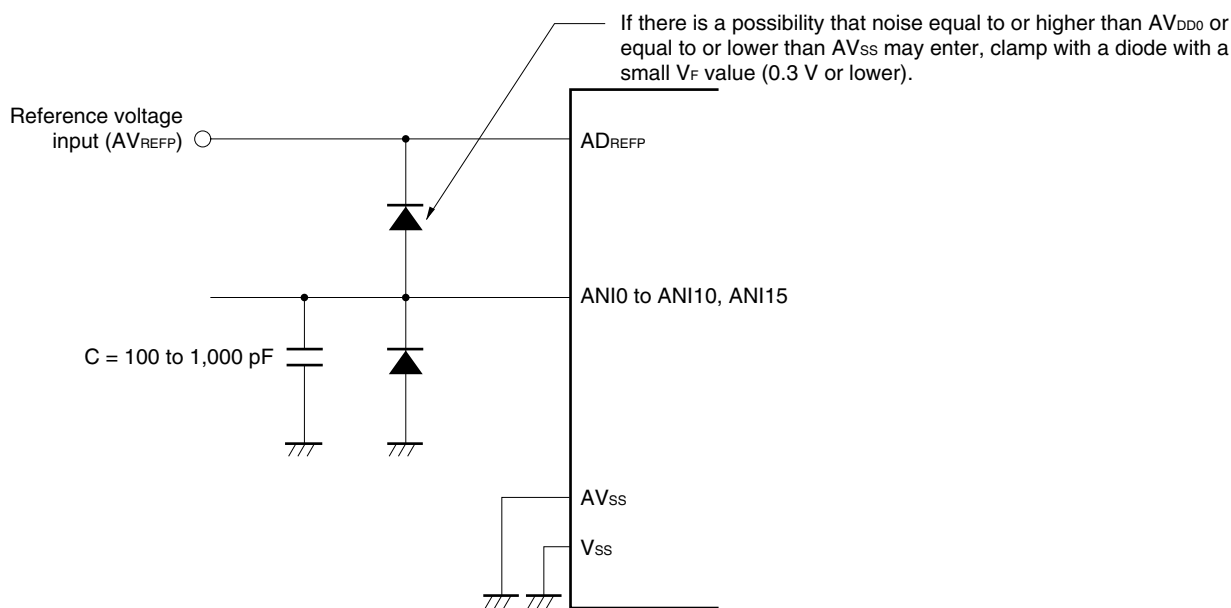 If there is a possibility that noise equal to or higher than AVDD0 or
equal to or lower than AVSS may enter, clamp with a diode with a
small VF value (0.3 V or lower).
Reference voltage
input (AVREFP)
ADREFP
ANI0 to ANI10, ANI15
C = 100 to 1,000 pF
AVSS
VSS